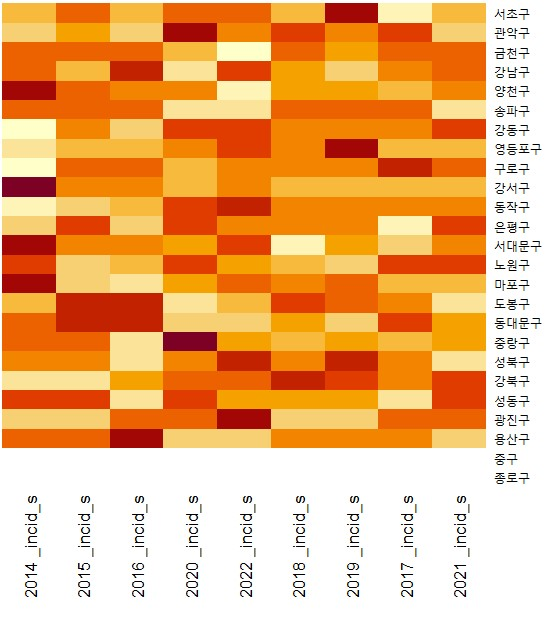 서초구
관악구
금천구
강남구
양천구
송파구
강동구
영등포구
구로구
강서구
동작구
은평구
서대문구
노원구
마포구
도봉구
동대문구
중랑구
성북구
강북구
성동구
광진구
용산구
중구
종로구
2014_incid_s
2015_incid_s
2016_incid_s
2020_incid_s
2022_incid_s
2018_incid_s
2019_incid_s
2017_incid_s
2021_incid_s